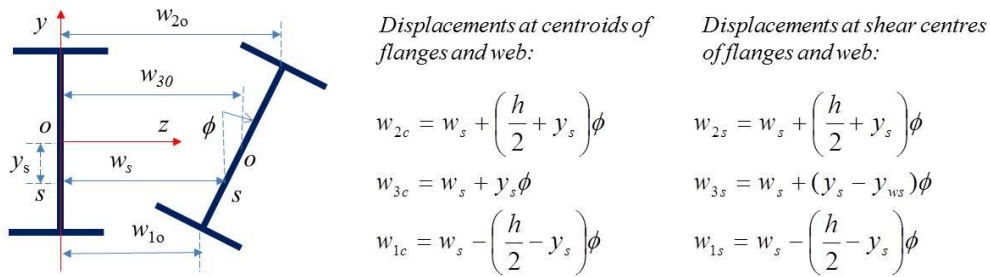 y
w₂ₒ
w₃₀
o
z
ϕ
yₛ
wₛ
o
s
s
w₁ₒ
Displacements at centroids of
flanges and web:
w₂c = wₛ + (h/2 + yₛ)ϕ
w₃c = wₛ + yₛϕ
w₁c = wₛ − (h/2 − yₛ)ϕ
Displacements at shear centres
of flanges and web:
w₂ₛ = wₛ + (h/2 + yₛ)ϕ
w₃ₛ = wₛ + (yₛ − y_ws)ϕ
w₁ₛ = wₛ − (h/2 − yₛ)ϕ